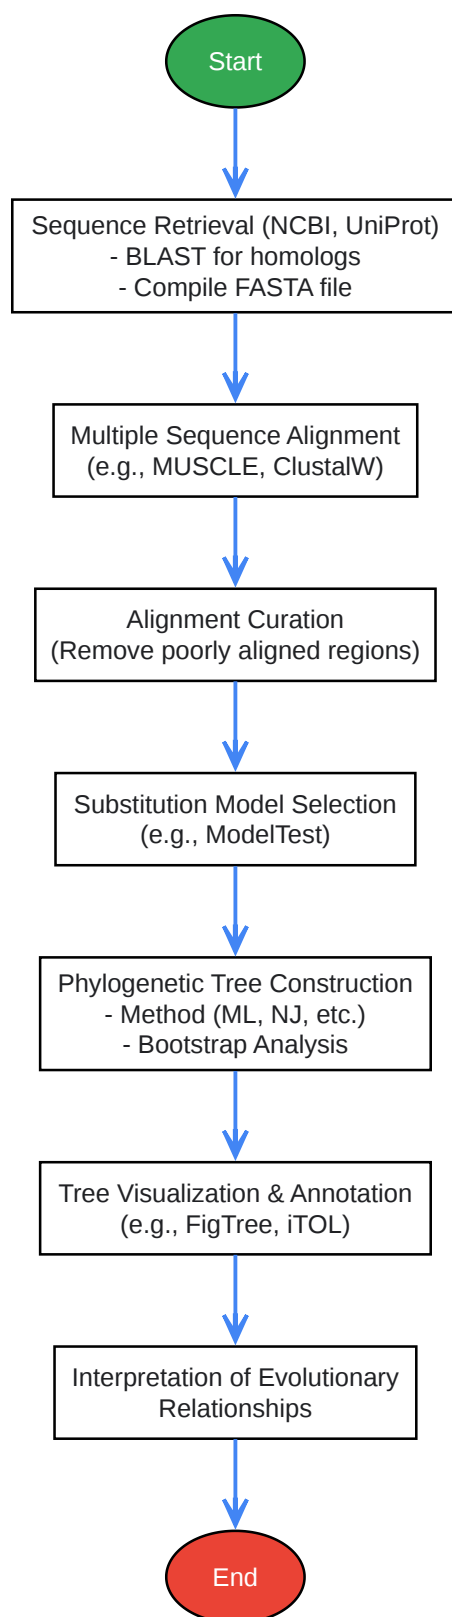 Start
Sequence Retrieval (NCBI, UniProt)
- BLAST for homologs
- Compile FASTA file
Multiple Sequence Alignment
(e.g., MUSCLE, ClustalW)
Alignment Curation
(Remove poorly aligned regions)
Substitution Model Selection
(e.g., ModelTest)
Phylogenetic Tree Construction
- Method (ML, NJ, etc.)
- Bootstrap Analysis
Tree Visualization & Annotation
(e.g., FigTree, iTOL)
Interpretation of Evolutionary
Relationships
End